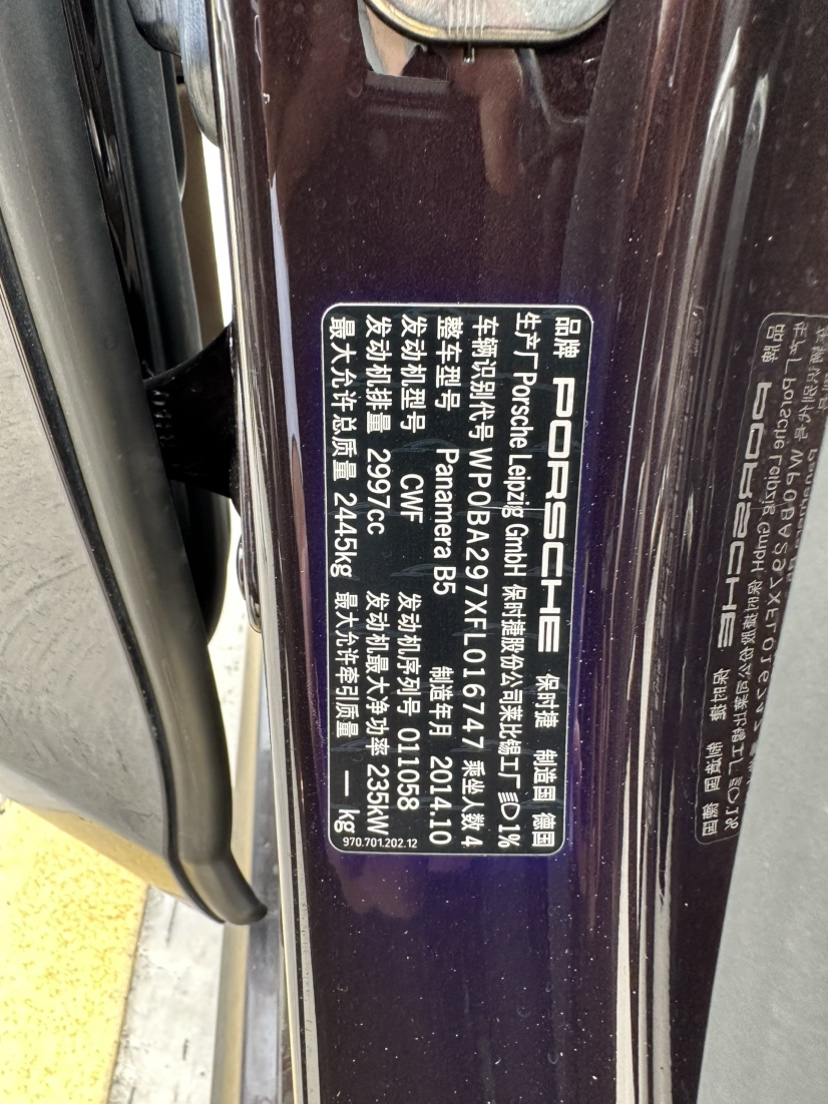 品牌 PORSCHE 保时捷 制造国 德国
生产厂 Porsche Leipzig GmbH 保时捷股份公司莱比锡工厂 1%
车辆识别代号 WP0BA297XFL016747 乘坐人数 4
整车型号 Panamera B5 制造年月 2014.10
发动机型号 CWF 发动机序列号 011058
发动机排量 2997cc 发动机最大净功率 235kW
最大允许总质量 2445kg 最大允许牵引质量 — kg
970.701.202.12